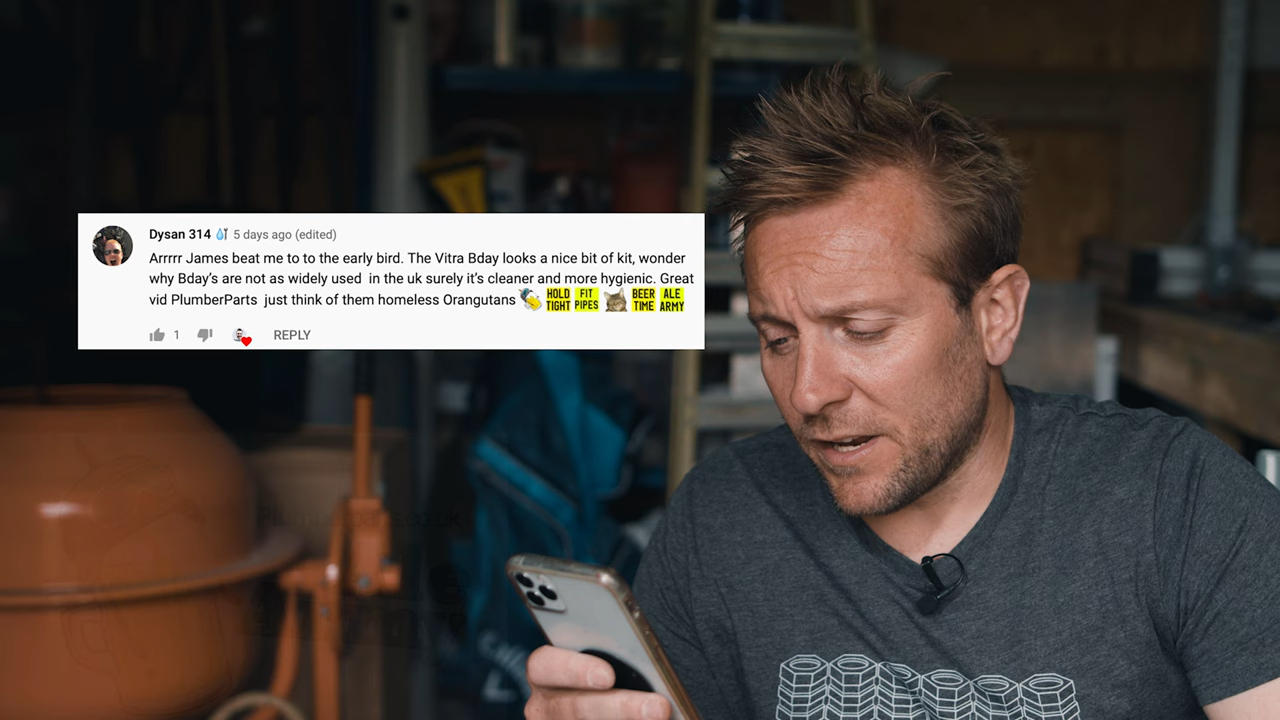 Dysan 314 5 days ago (edited)
Arrrrr James beat me to to the early bird. The Vitra Bday looks a nice bit of kit, wonder
why Bday's are not as widely used in the uk surely it's cleaner and more hygienic. Great
vid PlumberParts just think of them homeless Orangutans HOLD TIGHT FIT PIPES BEER TIME ALE ARMY
1 REPLY